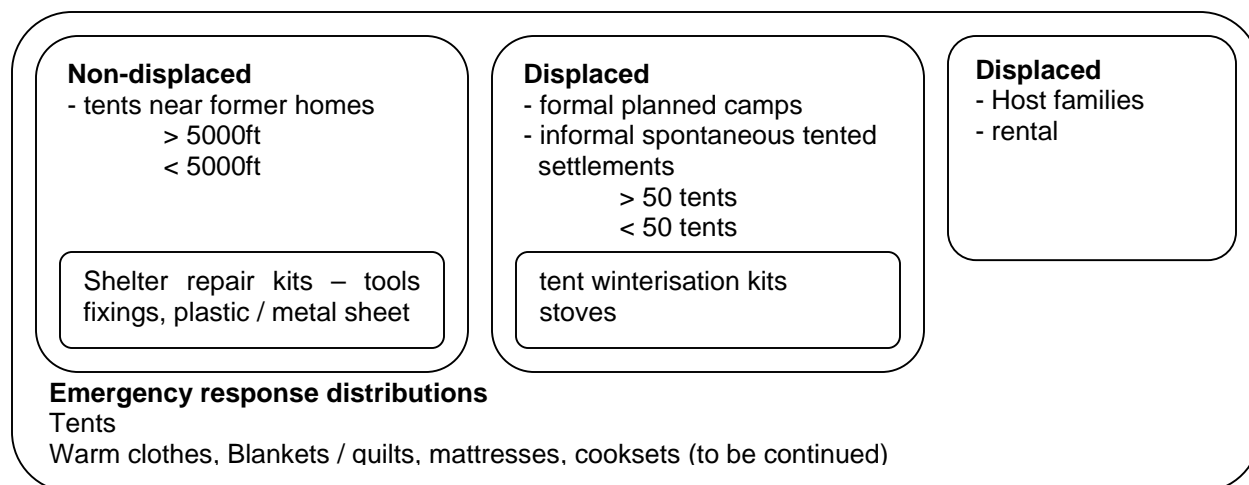 Non-displaced
- tents near former homes
> 5000ft
< 5000ft
Shelter repair kits – tools
fixings, plastic / metal sheet
Displaced
- formal planned camps
- informal spontaneous tented
settlements
> 50 tents
< 50 tents
tent winterisation kits
stoves
Displaced
- Host families
- rental
Emergency response distributions
Tents
Warm clothes, Blankets / quilts, mattresses, cooksets (to be continued)